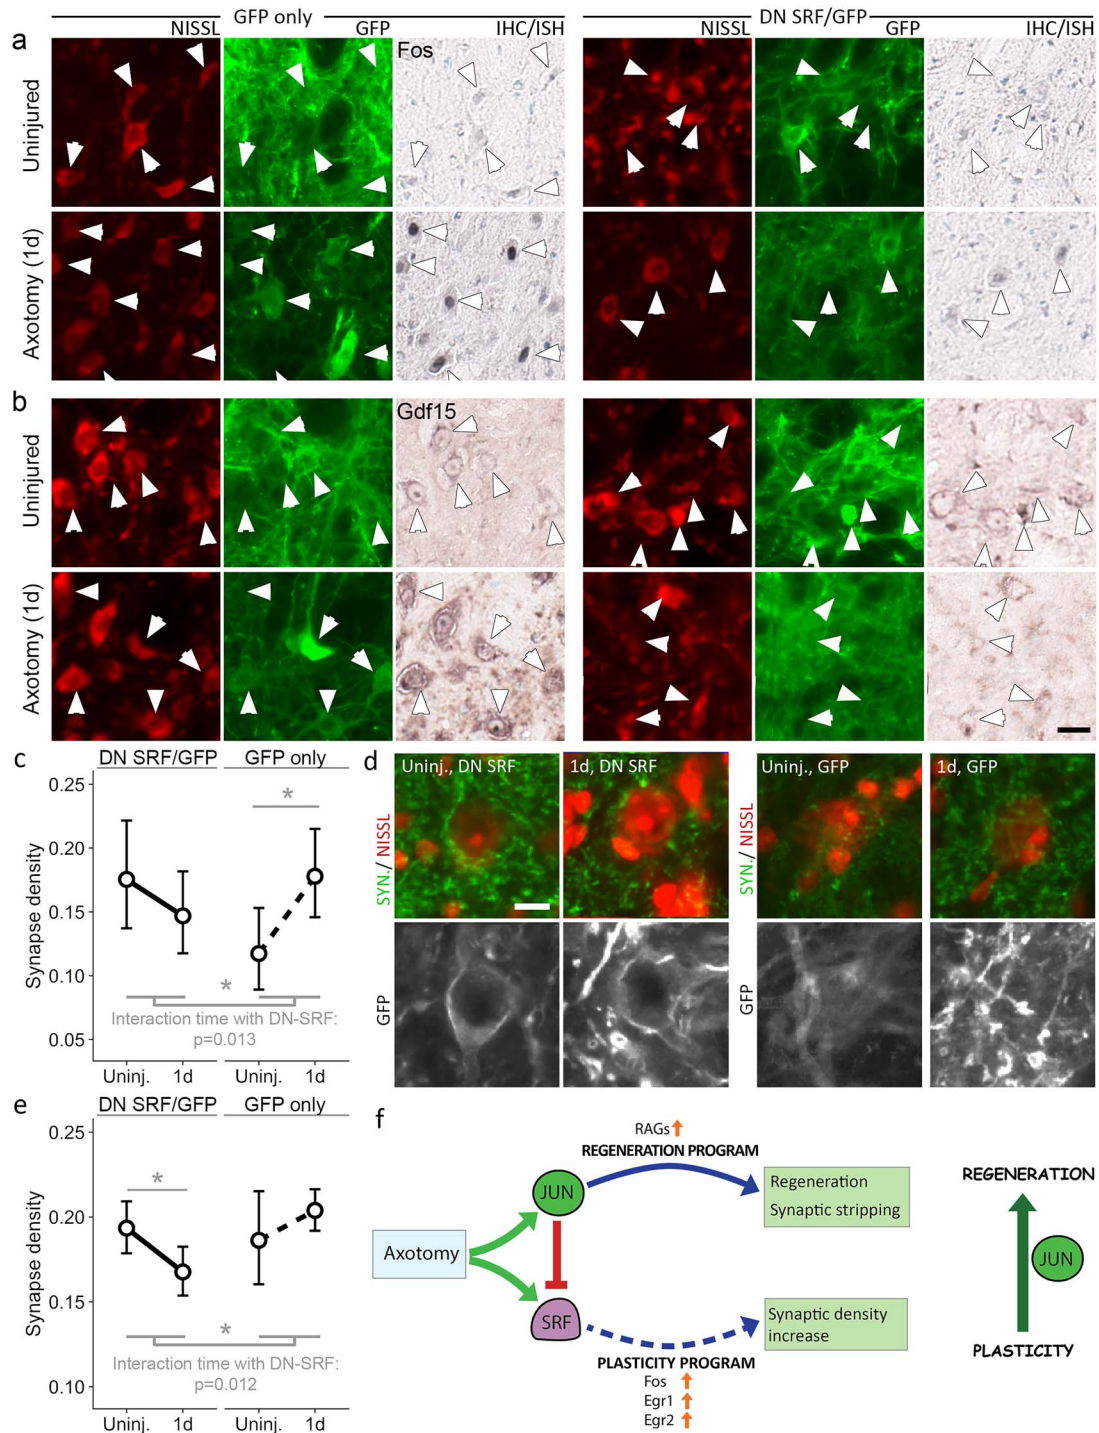 GFP only
DN SRF/GFP
NISSL GFP IHC/ISH NISSL GFP IHC/ISH
a
Fos
Uninjured
Axotomy (1d)
b
Gdf15
Uninjured
Axotomy (1d)
c
DN SRF/GFP GFP only
Synapse density
0.25
0.20
0.15
0.10
0.05
*
*
Interaction time with DN-SRF:
p=0.013
Uninj. 1d Uninj. 1d
d
Uninj., DN SRF 1d, DN SRF Uninj., GFP 1d, GFP
SYN./ NISSL
SYN./ NISSL
GFP
GFP
e
DN SRF/GFP GFP only
Synapse density
0.25
0.20
0.15
0.10
*
*
Interaction time with DN-SRF:
p=0.012
Uninj. 1d Uninj. 1d
f
RAGs
REGENERATION PROGRAM
JUN
Regeneration
Synaptic stripping
Axotomy
SRF
Synaptic density
increase
PLASTICITY PROGRAM
Fos
Egr1
Egr2
REGENERATION
JUN
PLASTICITY